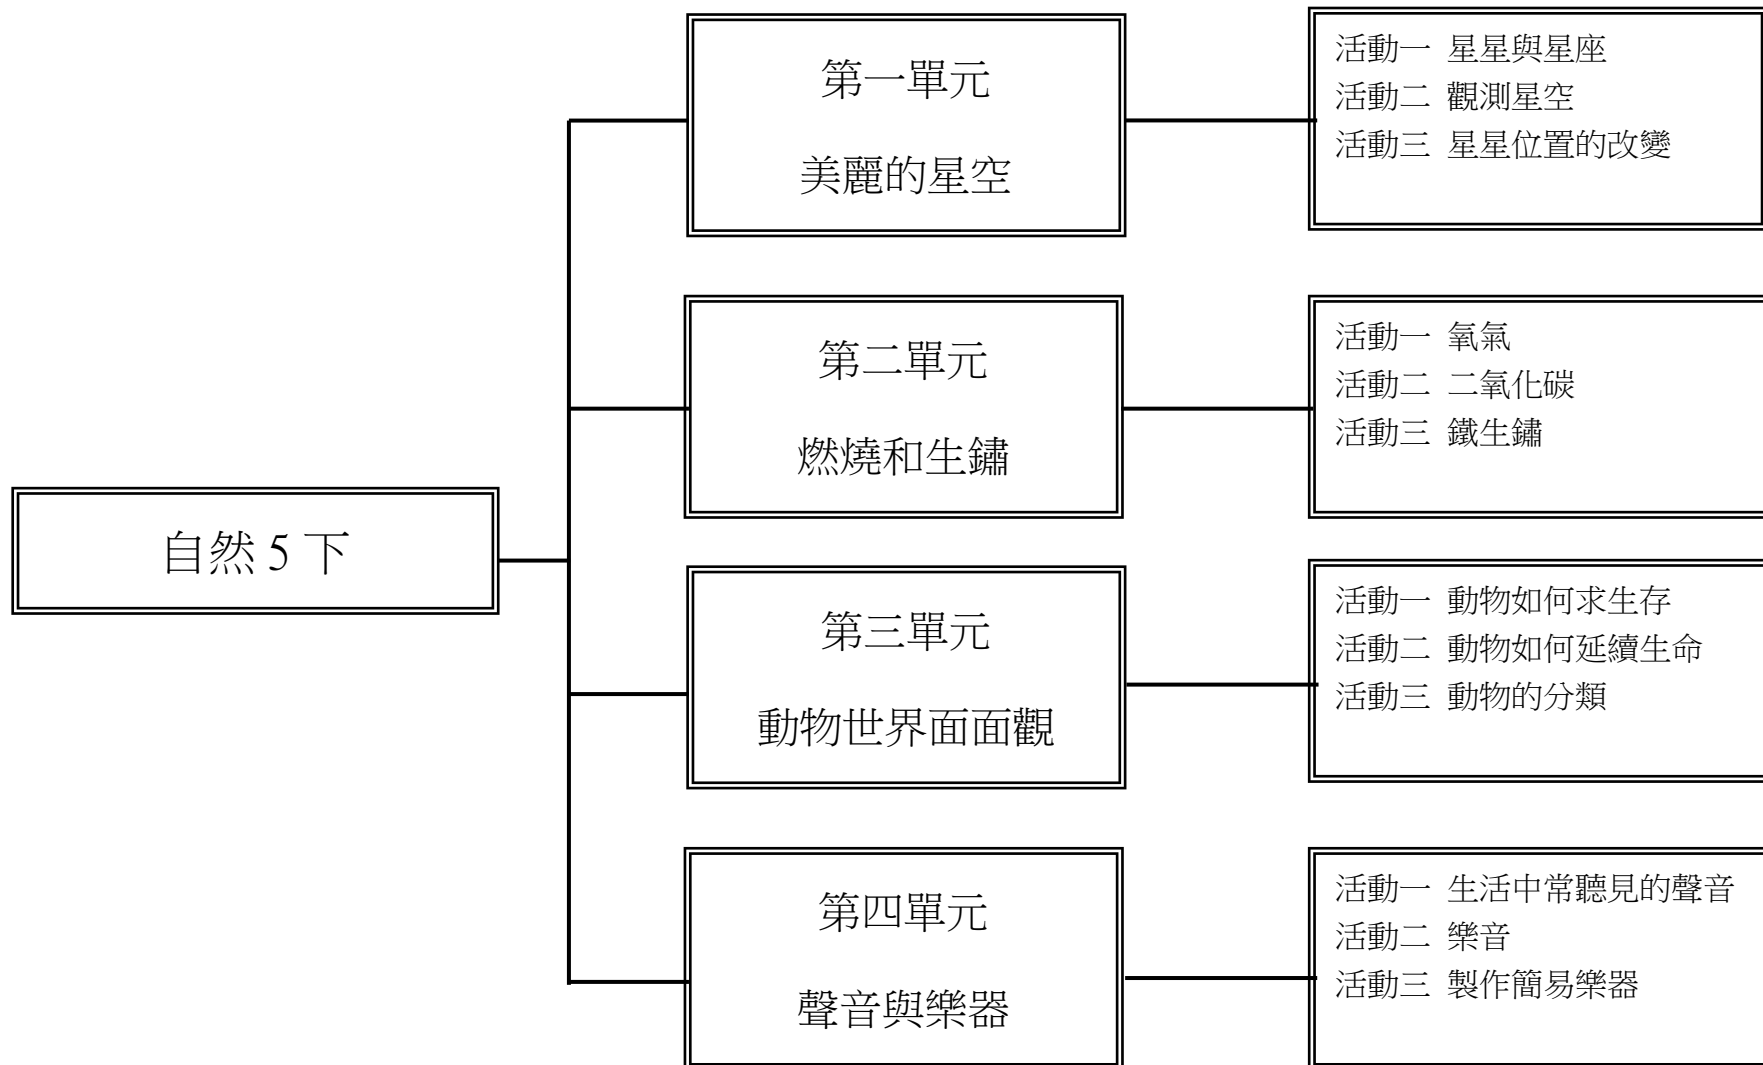 自然 5 下
第一單元
美麗的星空
活動一 星星與星座
活動二 觀測星空
活動三 星星位置的改變
第二單元
燃燒和生鏽
活動一 氧氣
活動二 二氧化碳
活動三 鐵生鏽
第三單元
動物世界面面觀
活動一 動物如何求生存
活動二 動物如何延續生命
活動三 動物的分類
第四單元
聲音與樂器
活動一 生活中常聽見的聲音
活動二 樂音
活動三 製作簡易樂器